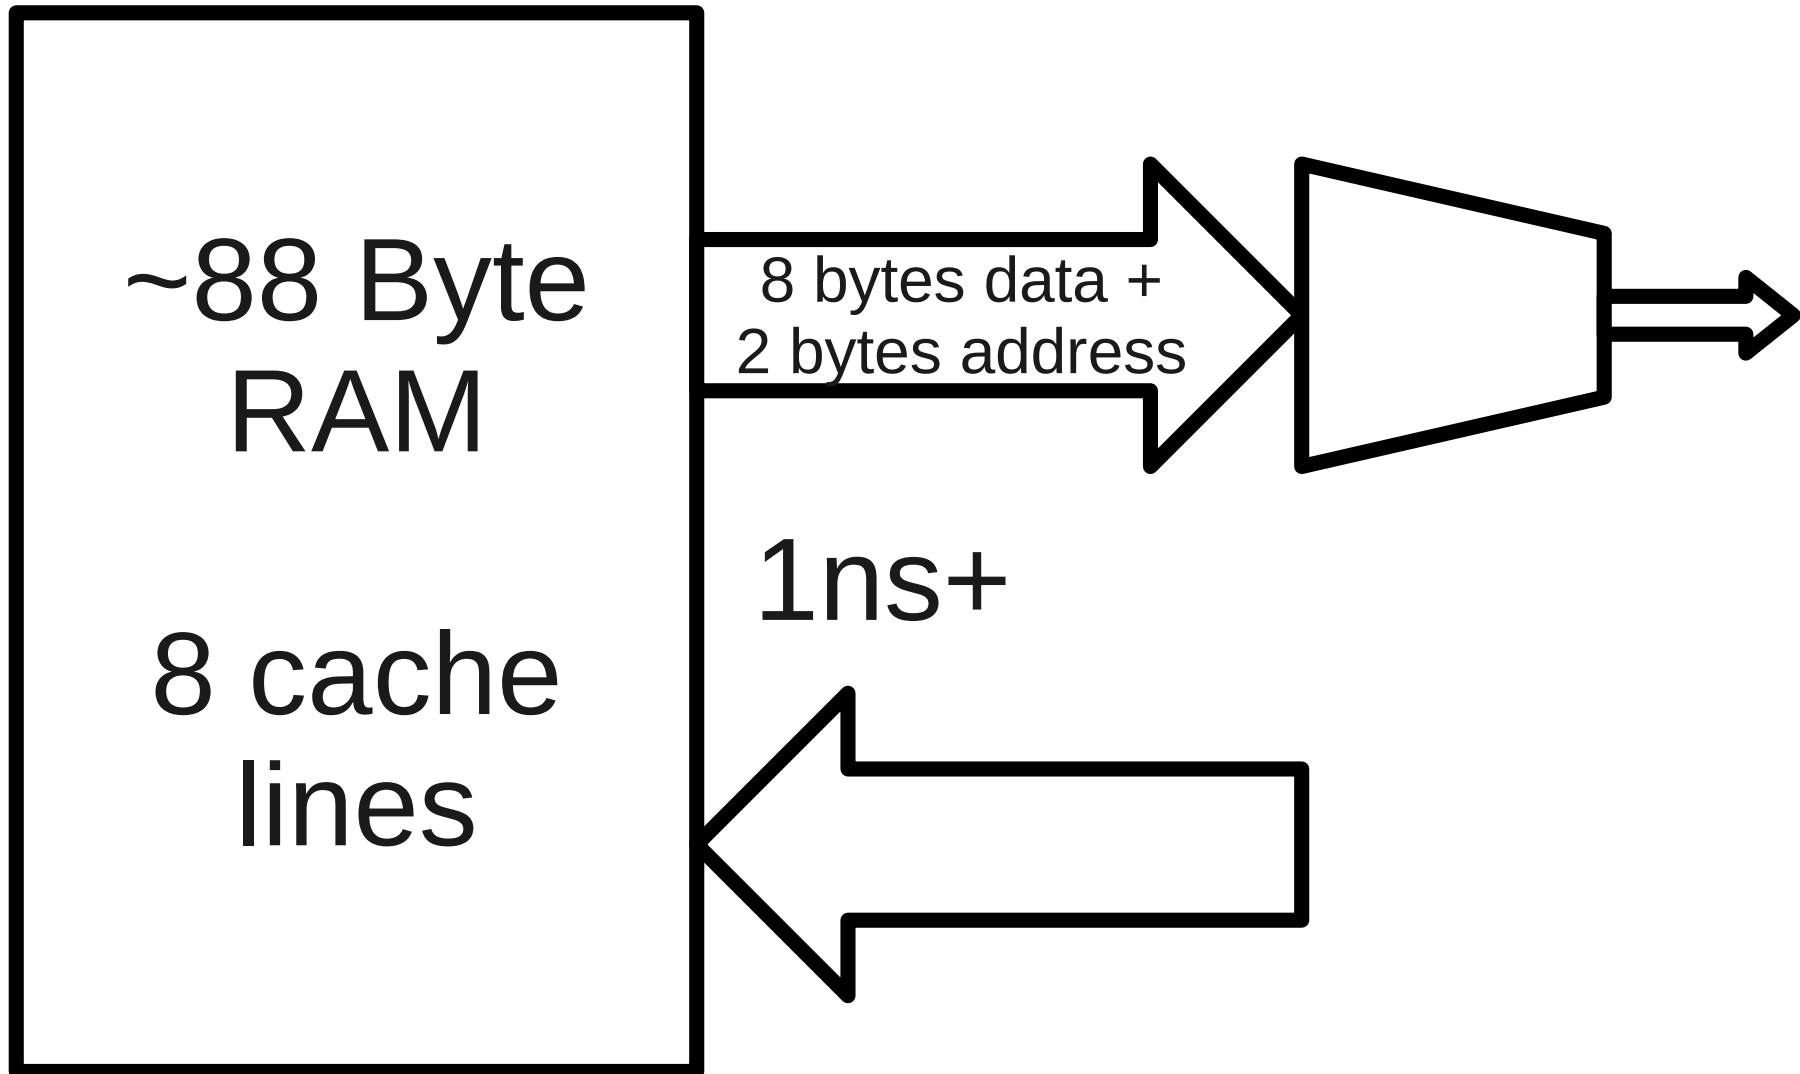 ~88 Byte
RAM
8 cache
lines
8 bytes data +
2 bytes address
1ns+